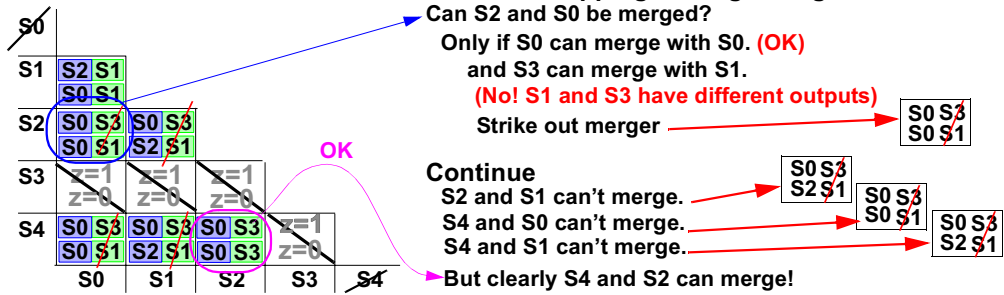 Can S2 and S0 be merged?
Only if S0 can merge with S0. (OK)
and S3 can merge with S1.
(No! S1 and S3 have different outputs)
Strike out merger
S0 S3
S0 S1
OK
Continue
S2 and S1 can't merge.
S0 S3
S2 S1
S4 and S0 can't merge.
S0 S3
S0 S1
S4 and S1 can't merge.
S0 S3
S2 S1
But clearly S4 and S2 can merge!
S0
S1 S2 S1
S0 S1
S2 S0 S3 S0 S3
S0 S1 S2 S1
S3 z=1 z=1 z=1
z=0 z=0 z=0
S4 S0 S3 S0 S3 S0 S3 z=1
S0 S1 S2 S1 S0 S3 z=0
S0 S1 S2 S3 S4